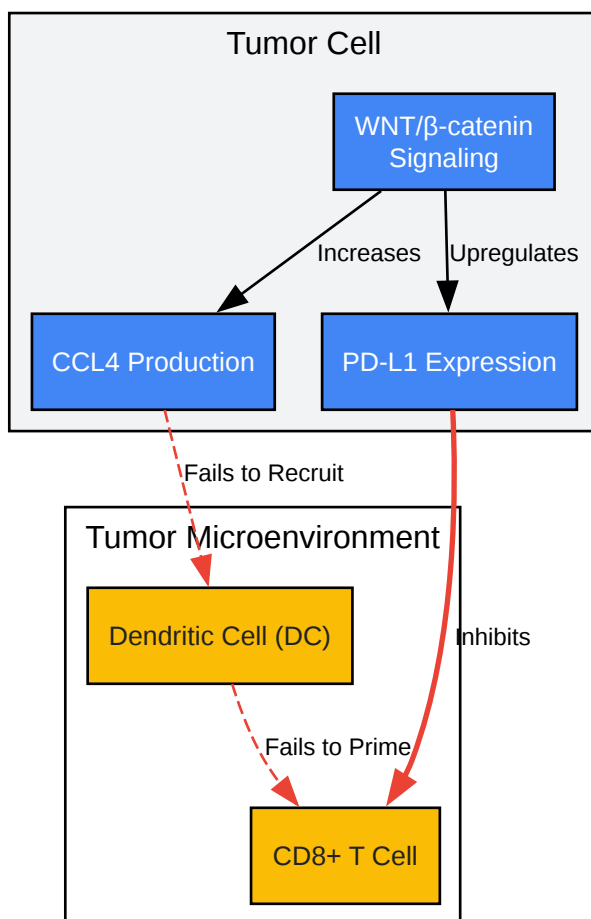 Tumor Cell
WNT/β-catenin
Signaling
Increases
Upregulates
CCL4 Production
PD-L1 Expression
Fails to Recruit
Tumor Microenvironment
Dendritic Cell (DC)
Inhibits
Fails to Prime
CD8+ T Cell